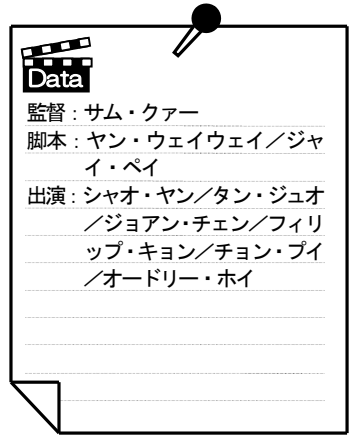 Data
監督：サム・クァー
脚本：ヤン・ウェイウェイ／ジャ
イ・ペイ
出演：シャオ・ヤン／タン・ジュオ
／ジョアン・チェン／フィリ
ップ・キョン／チョン・プイ
／オードリー・ホイ